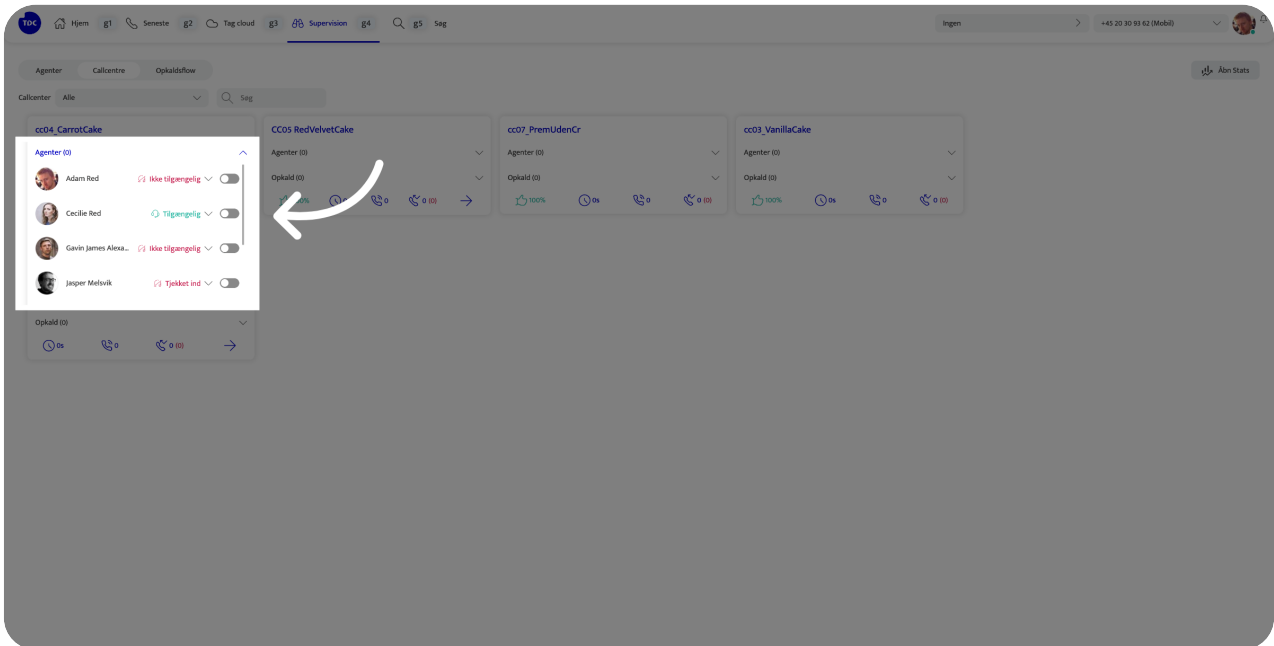 TDC Hjem g1 Seneste g2 Tag cloud g3 Supervision g4 g5 Søg Ingen +45 20 30 93 62 (Mobil)
Agenter Callcentre Opkaldsflow Åbn Stats
Callcenter Alle Søg
cc04_CarrotCake CC05 RedVelvetCake cc07_PremUdenCr cc03_VanillaCake
Agenter (0) Agenter (0) Agenter (0) Agenter (0)
Adam Red Ikke tilgængelig Opkald (0) Opkald (0) Opkald (0)
Cecilie Red Tilgængelig 0 0 (0) 100% 0s 0 0 (0) 100% 0s 0 0 (0)
Gavin James Alexa... Ikke tilgængelig
Jasper Melsvik Tjekket ind
Opkald (0)
0s 0 0 (0)